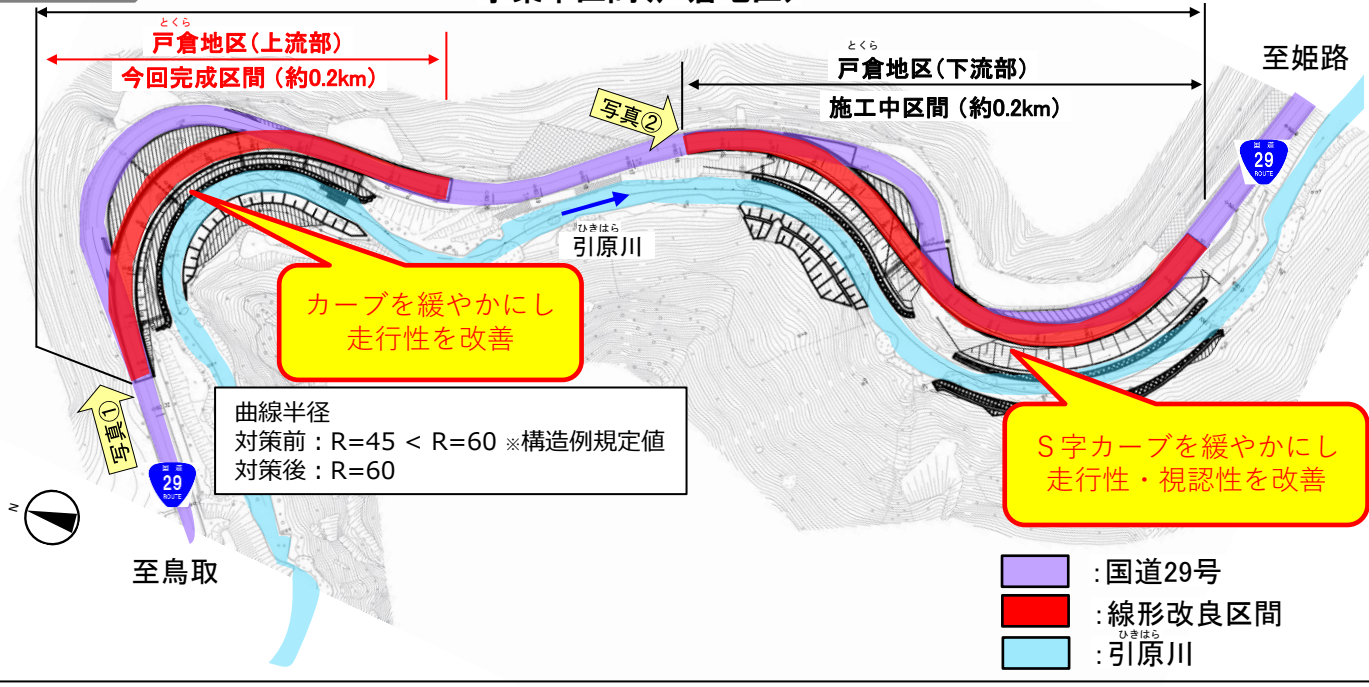 とくら
戸倉地区(上流部)
今回完成区間 (約0.2km)
とくら
戸倉地区(下流部)
施工中区間 (約0.2km)
至姫路
国道
29
ROUTE
写真②
ひきはら
引原川
カーブを緩やかにし
走行性を改善
曲線半径
対策前：R=45 < R=60 ※構造例規定値
対策後：R=60
写真①
国道
29
ROUTE
N
至鳥取
S字カーブを緩やかにし
走行性・視認性を改善
:国道29号
:線形改良区間
ひきはら
:引原川